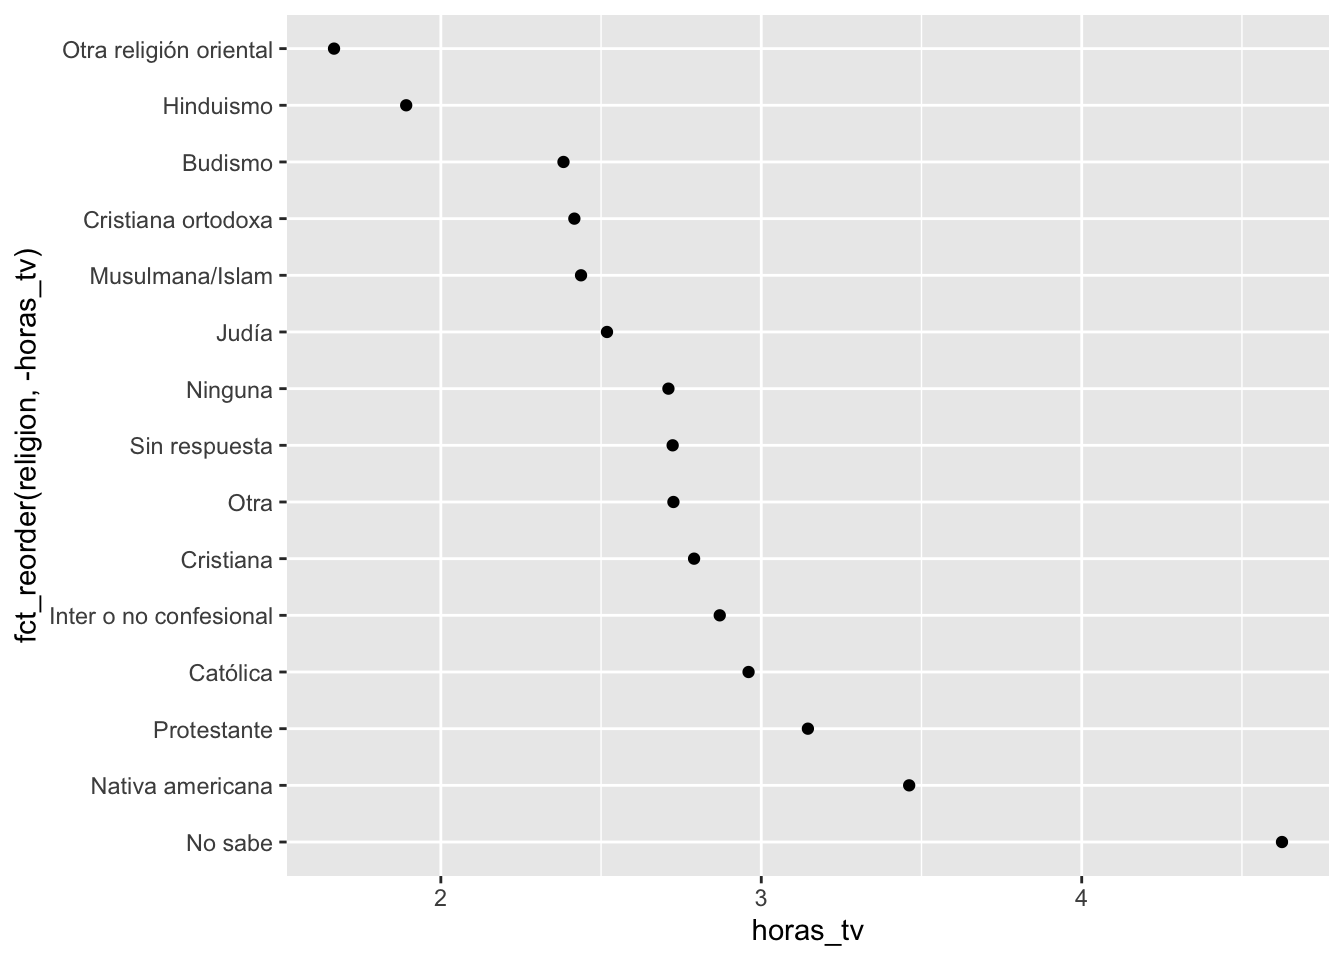 Otra religión oriental
Hinduismo
Budismo
Cristiana ortodoxa
Musulmana/Islam
Judía
Ninguna
Sin respuesta
Otra
Cristiana
Inter o no confesional
Católica
Protestante
Nativa americana
No sabe
fct_reorder(religion, -horas_tv)
2
3
4
horas_tv